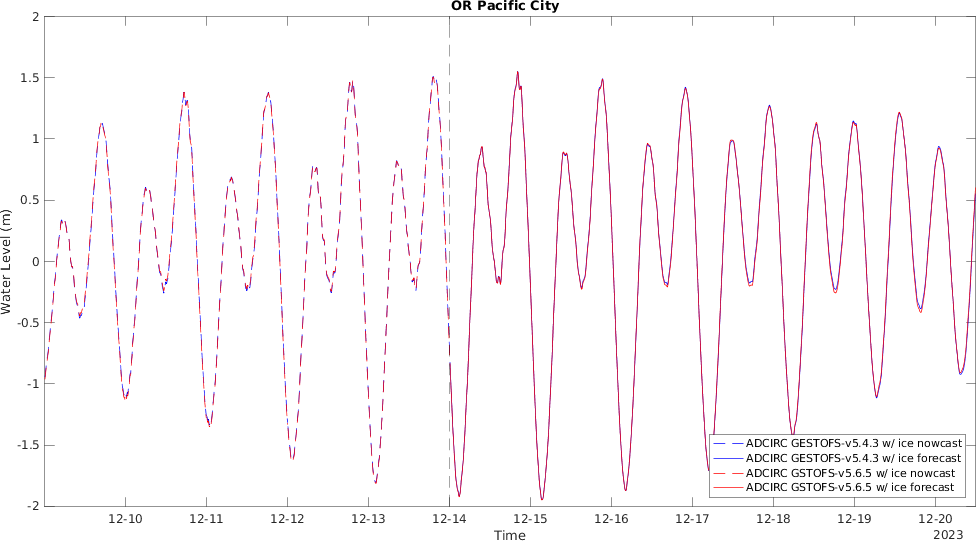 OR Pacific City
2
1.5
1
0.5
0
-0.5
-1
-1.5
-2
Water Level (m)
12-10 12-11 12-12 12-13 12-14 12-15 12-16 12-17 12-18 12-19 12-20
2023
Time
ADCIRC GESTOFS-v5.4.3 w/ ice nowcast
ADCIRC GESTOFS-v5.4.3 w/ ice forecast
ADCIRC GSTOFS-v5.6.5 w/ ice nowcast
ADCIRC GSTOFS-v5.6.5 w/ ice forecast